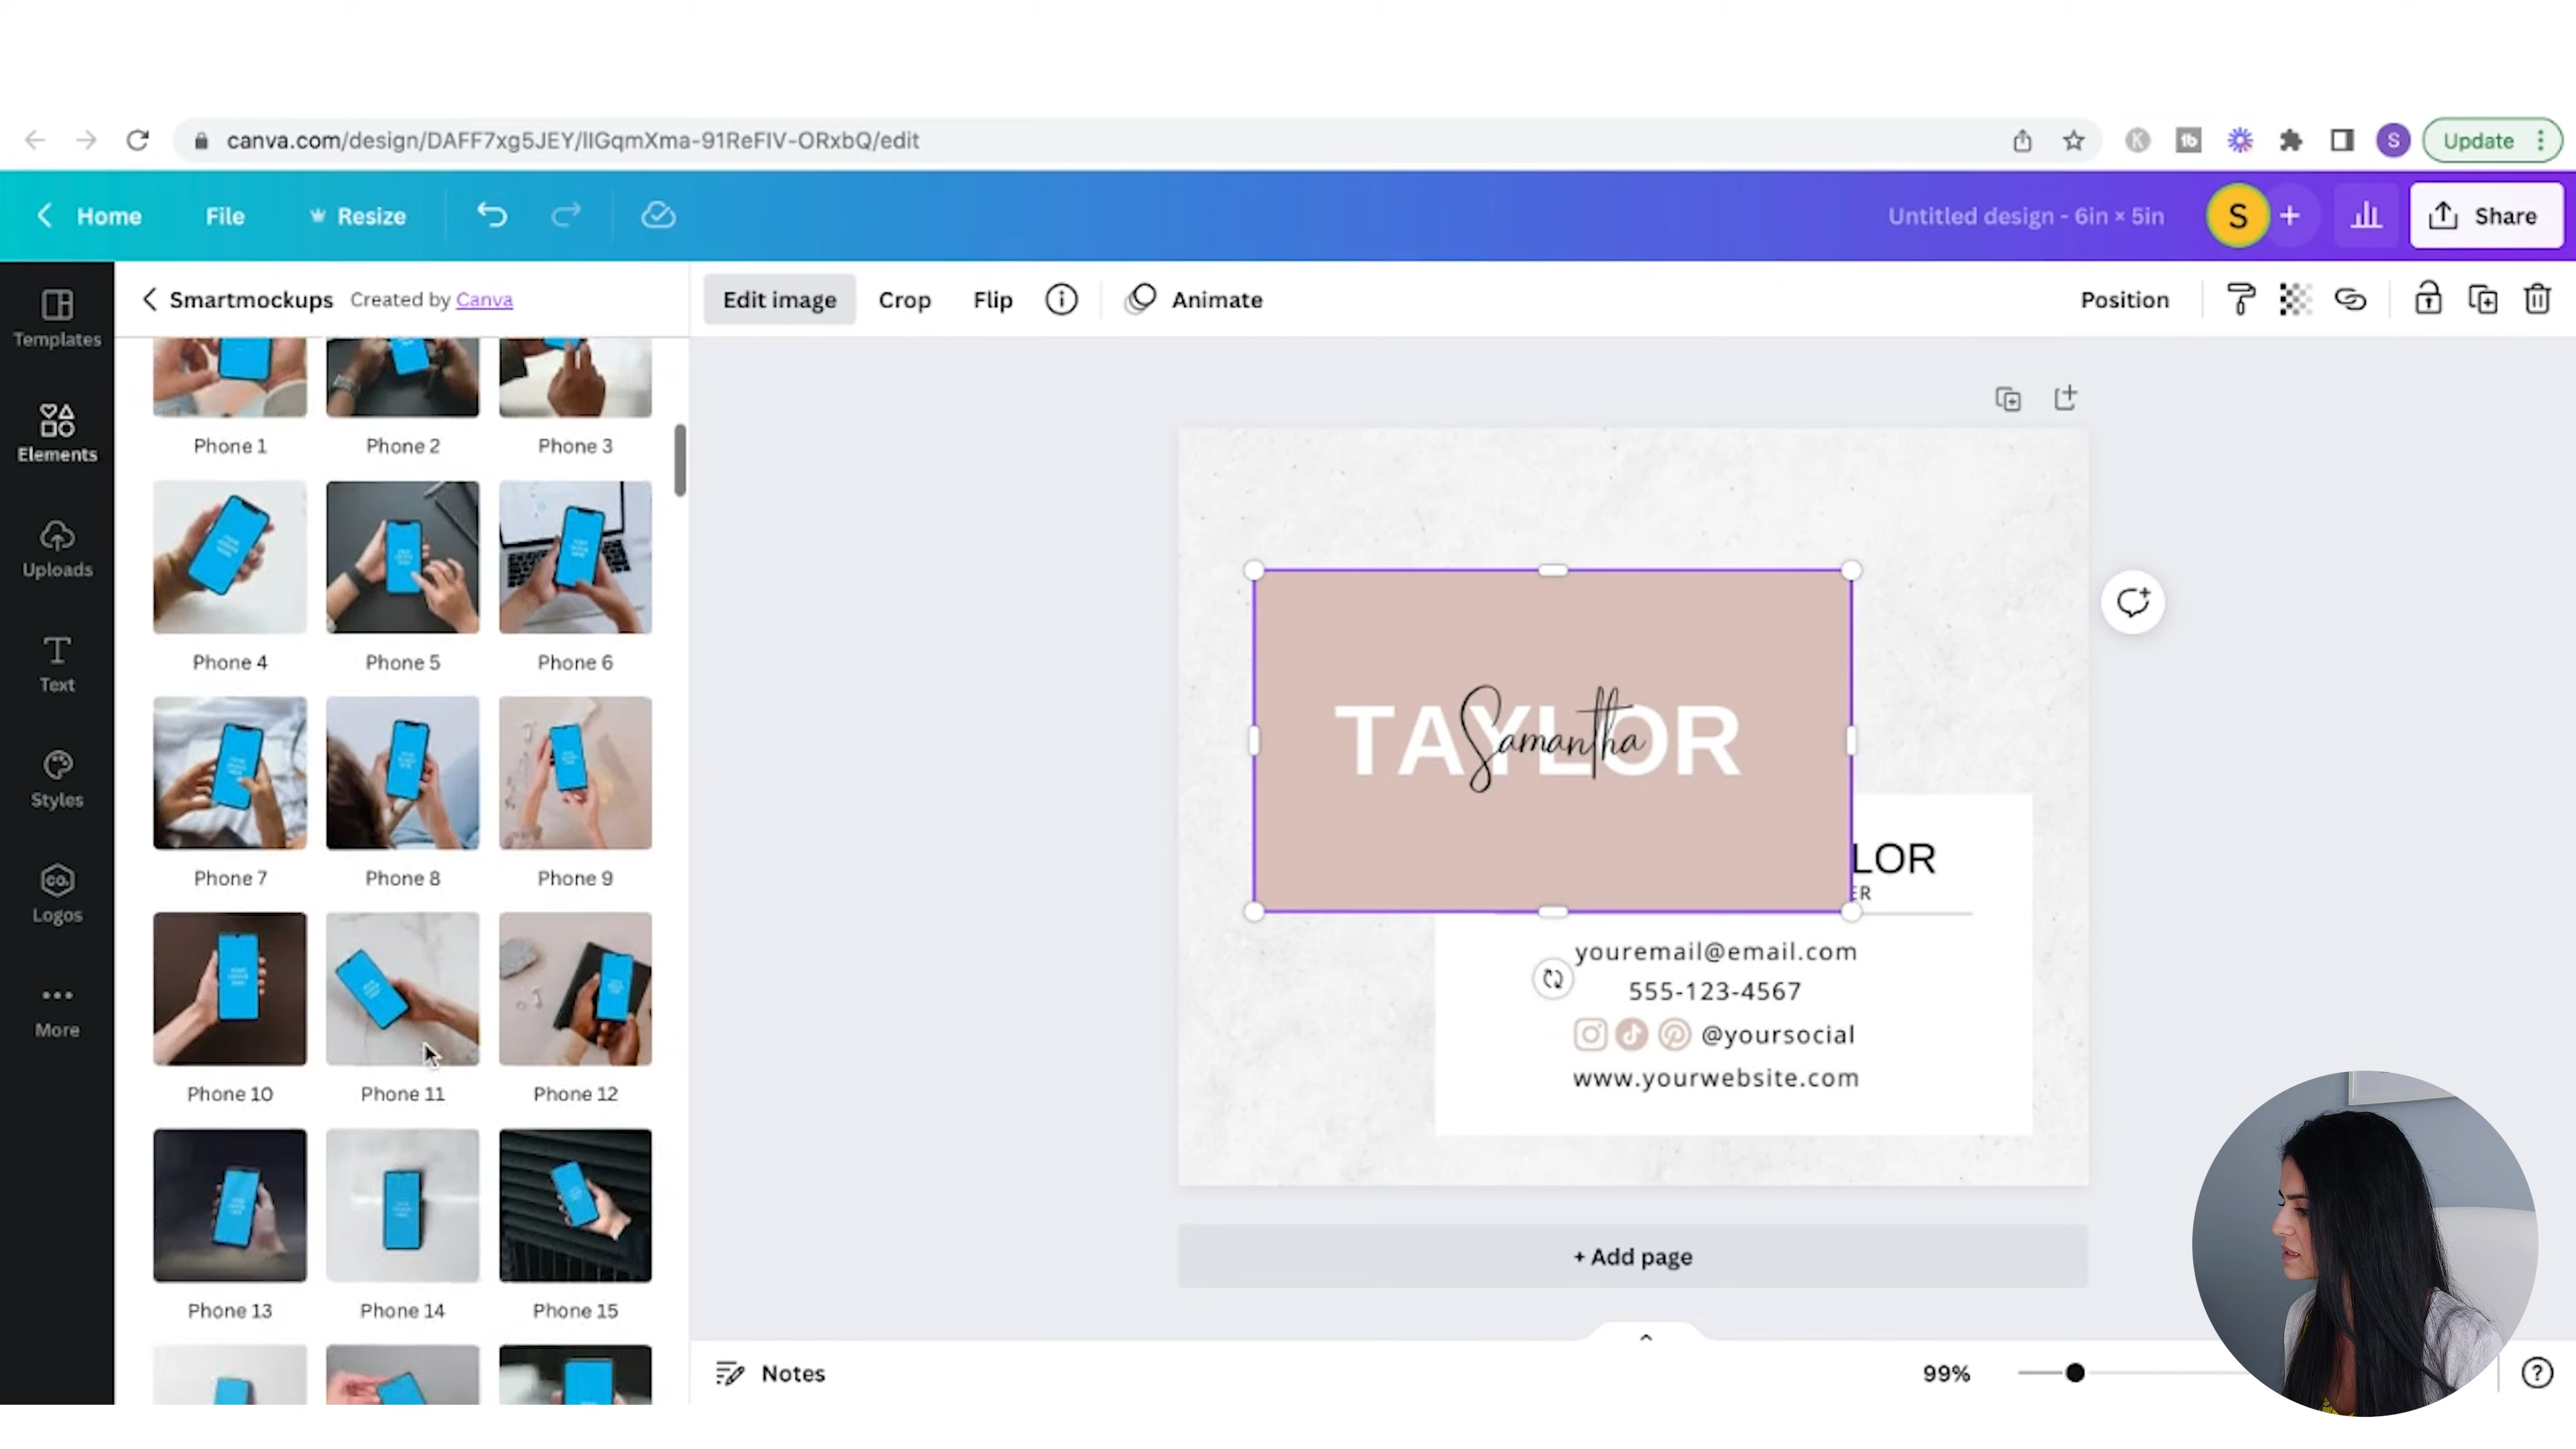 canva.com/design/DAFF7xg5JEY/lIGqmXma-91ReFIV-ORxbQ/edit
S
Update
Home
File
Resize
Untitled design - 6in × 5in
S
+
Share
Templates
Elements
Uploads
Text
Styles
CO.
Logos
More
Smartmockups Created by Canva
Phone 1
Phone 2
Phone 3
Phone 4
Phone 5
Phone 6
Phone 7
Phone 8
Phone 9
Phone 10
Phone 11
Phone 12
Phone 13
Phone 14
Phone 15
Edit image
Crop
Flip
Animate
Position
TAYLOR
Samantha
LOR
ER
youremail@email.com
555-123-4567
@yoursocial
www.yourwebsite.com
+ Add page
Notes
99%
?